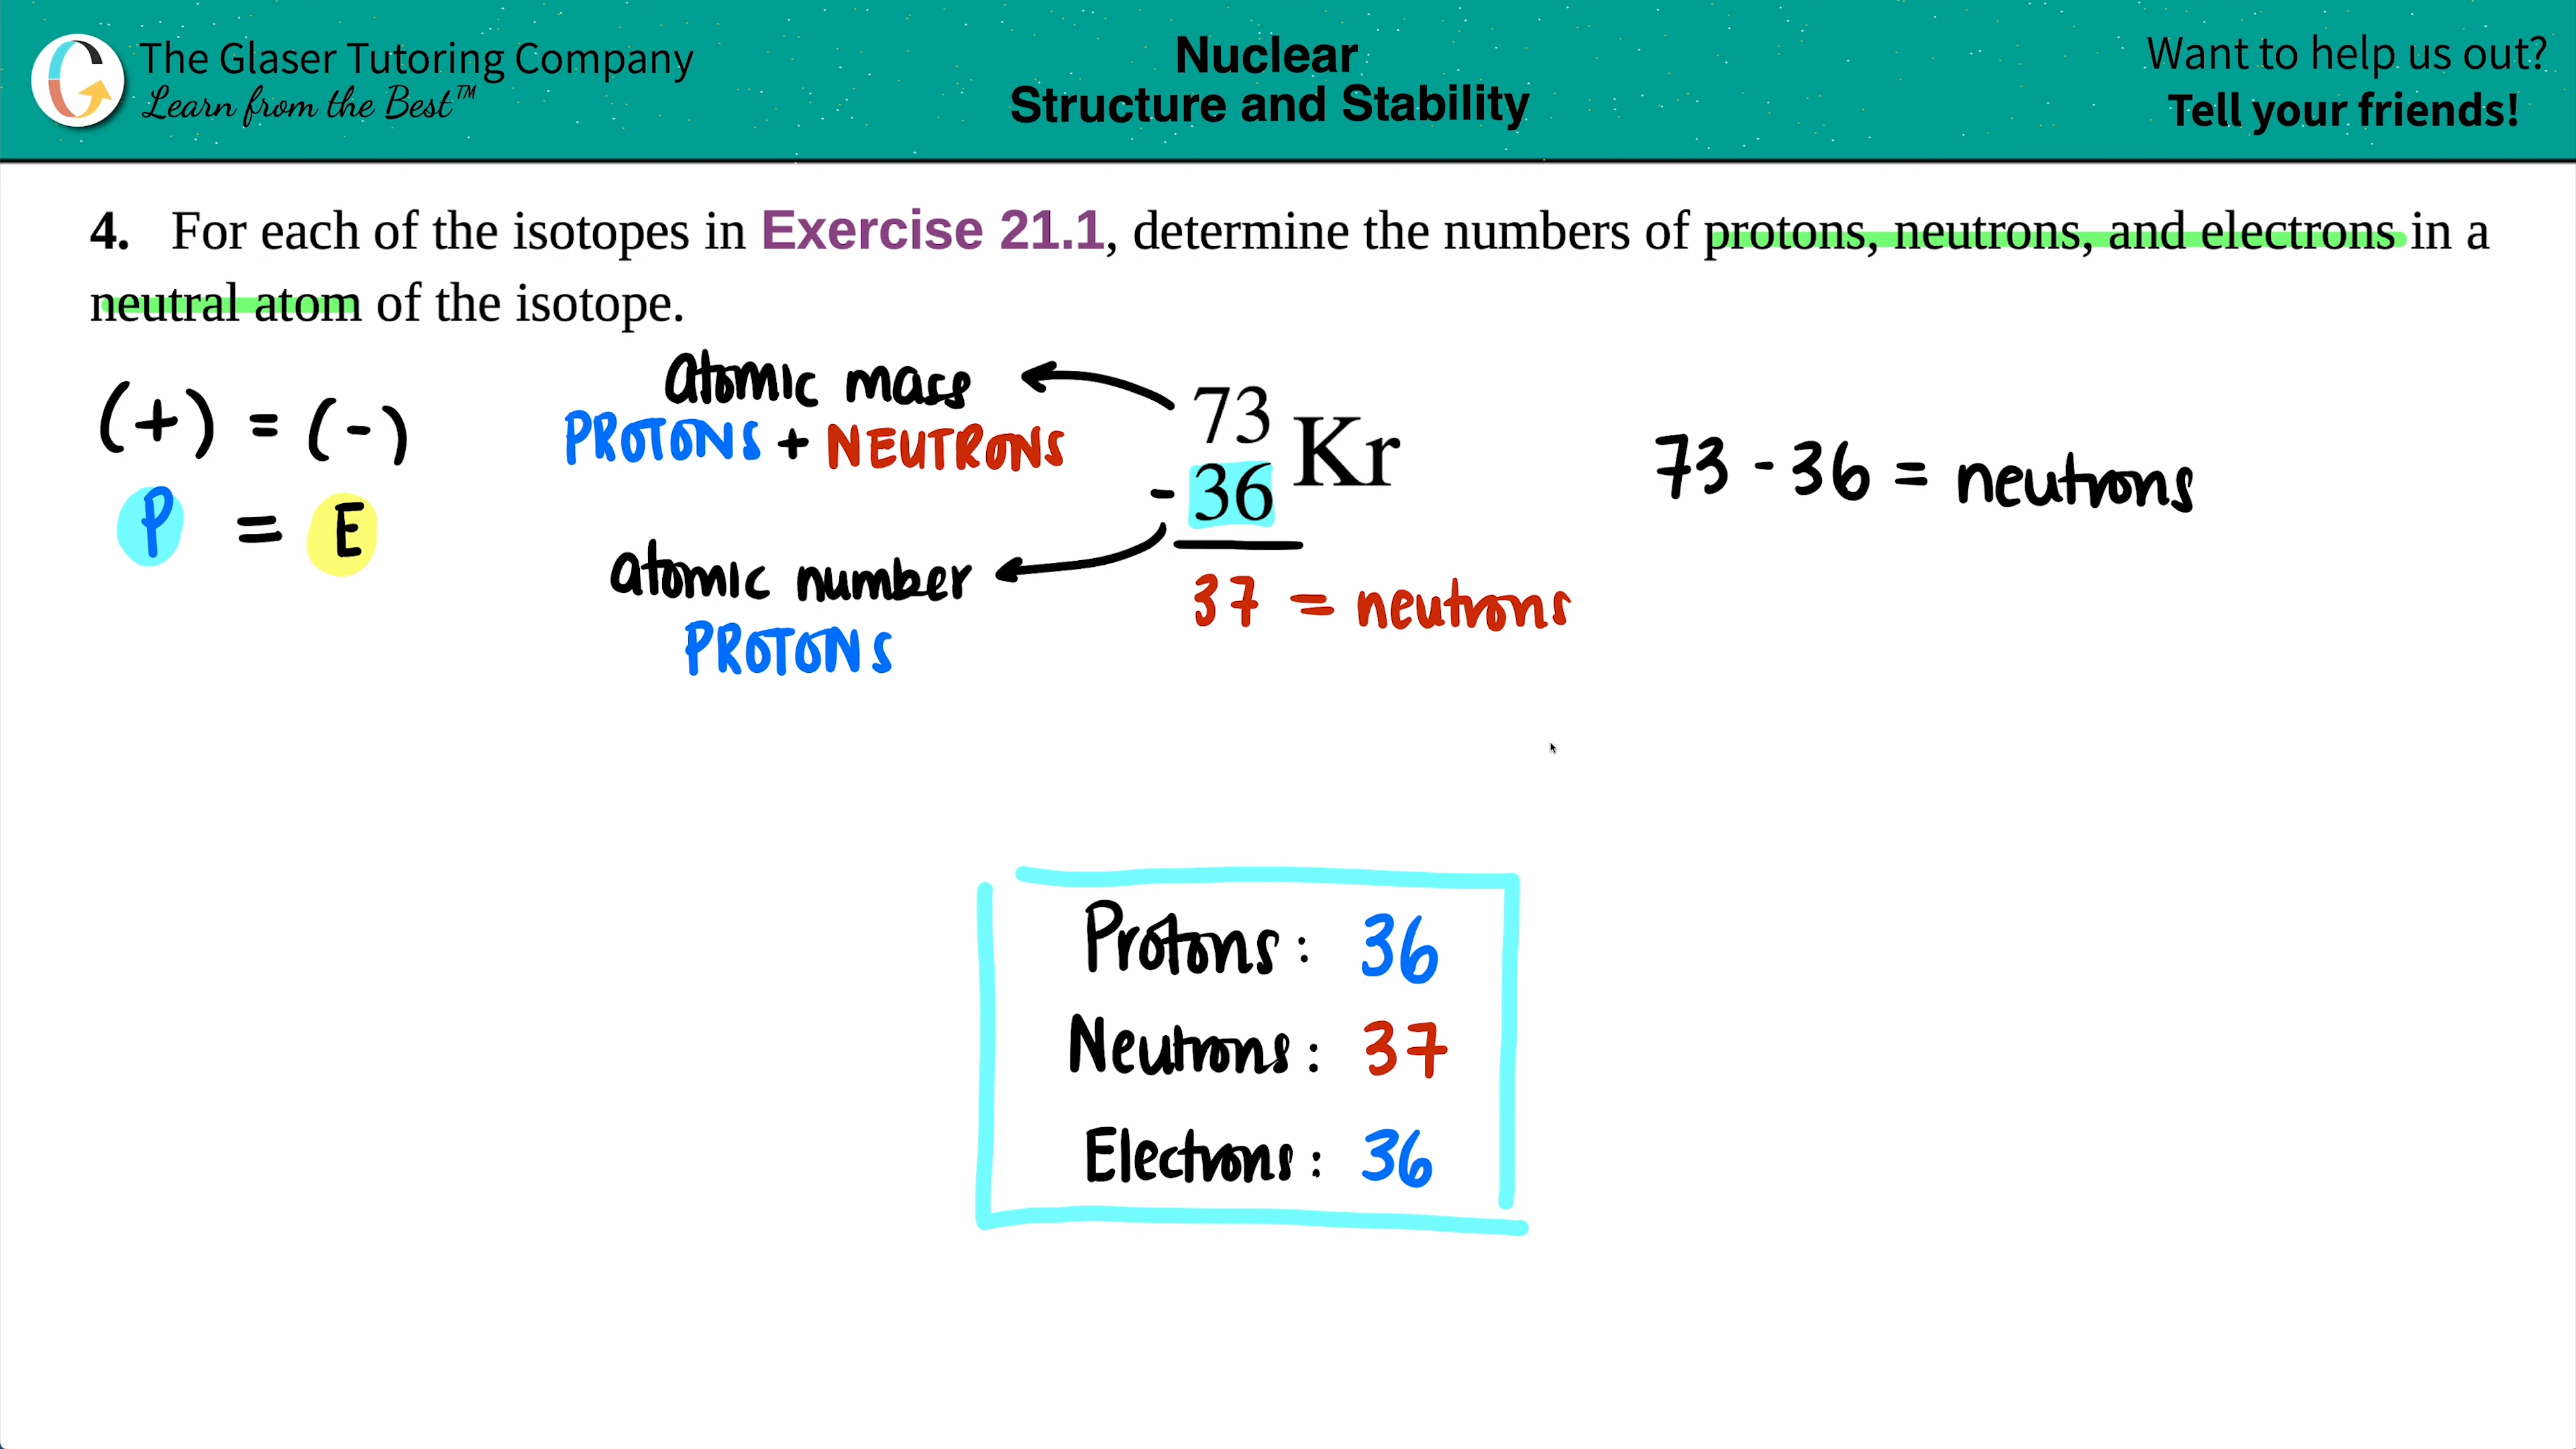 The Glaser Tutoring Company
Learn from the Best™
Nuclear
Structure and Stability
Want to help us out?
Tell your friends!
4. For each of the isotopes in Exercise 21.1, determine the numbers of protons, neutrons, and electrons in a
neutral atom of the isotope.
(+) = (-)
P = E
atomic mass
PROTONS + NEUTRONS
atomic number
PROTONS
73
- 36 Kr
37 = neutrons
73 - 36 = neutrons
Protons: 36
Neutrons: 37
Electrons: 36